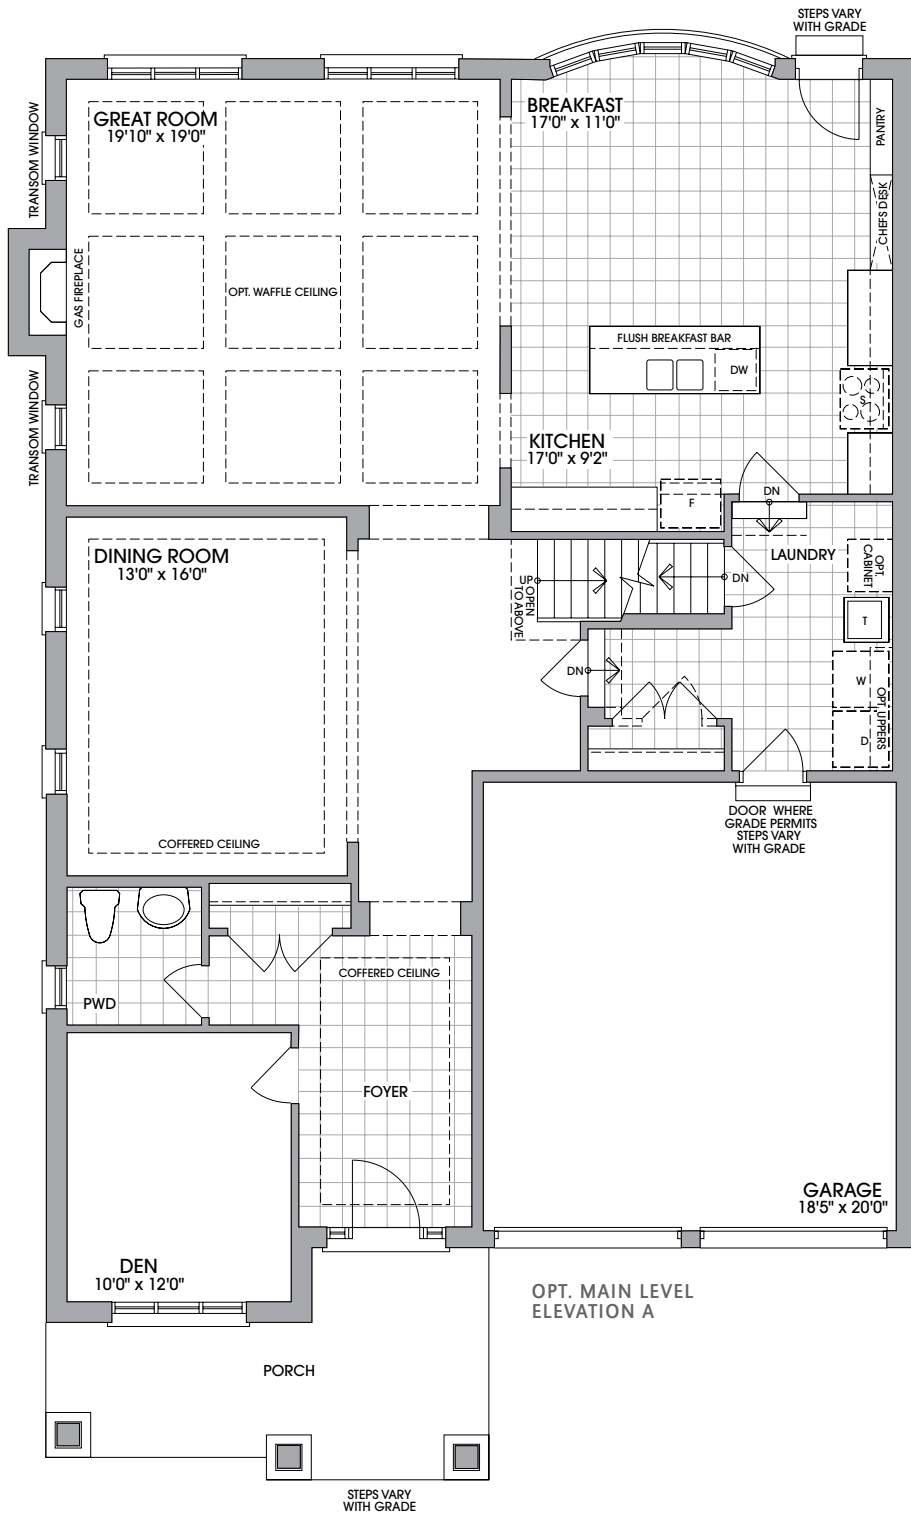 STEPS VARY
WITH GRADE
TRANSOM WINDOW
GREAT ROOM
19'10" x 19'0"
BREAKFAST
17'0" x 11'0"
PANTRY
CHEFS DESK
GAS FIREPLACE
OPT. WAFFLE CEILING
FLUSH BREAKFAST BAR
DW
S
TRANSOM WINDOW
KITCHEN
17'0" x 9'2"
F
DN
DINING ROOM
13'0" x 16'0"
LAUNDRY
OPT.
CABINET
UP
OPEN
TO ABOVE
DN
T
DN
W
OPT. UPPERS
D
COFFERED CEILING
DOOR WHERE
GRADE PERMITS
STEPS VARY
WITH GRADE
PWD
COFFERED CEILING
FOYER
GARAGE
18'5" x 20'0"
DEN
10'0" x 12'0"
OPT. MAIN LEVEL
ELEVATION A
PORCH
STEPS VARY
WITH GRADE